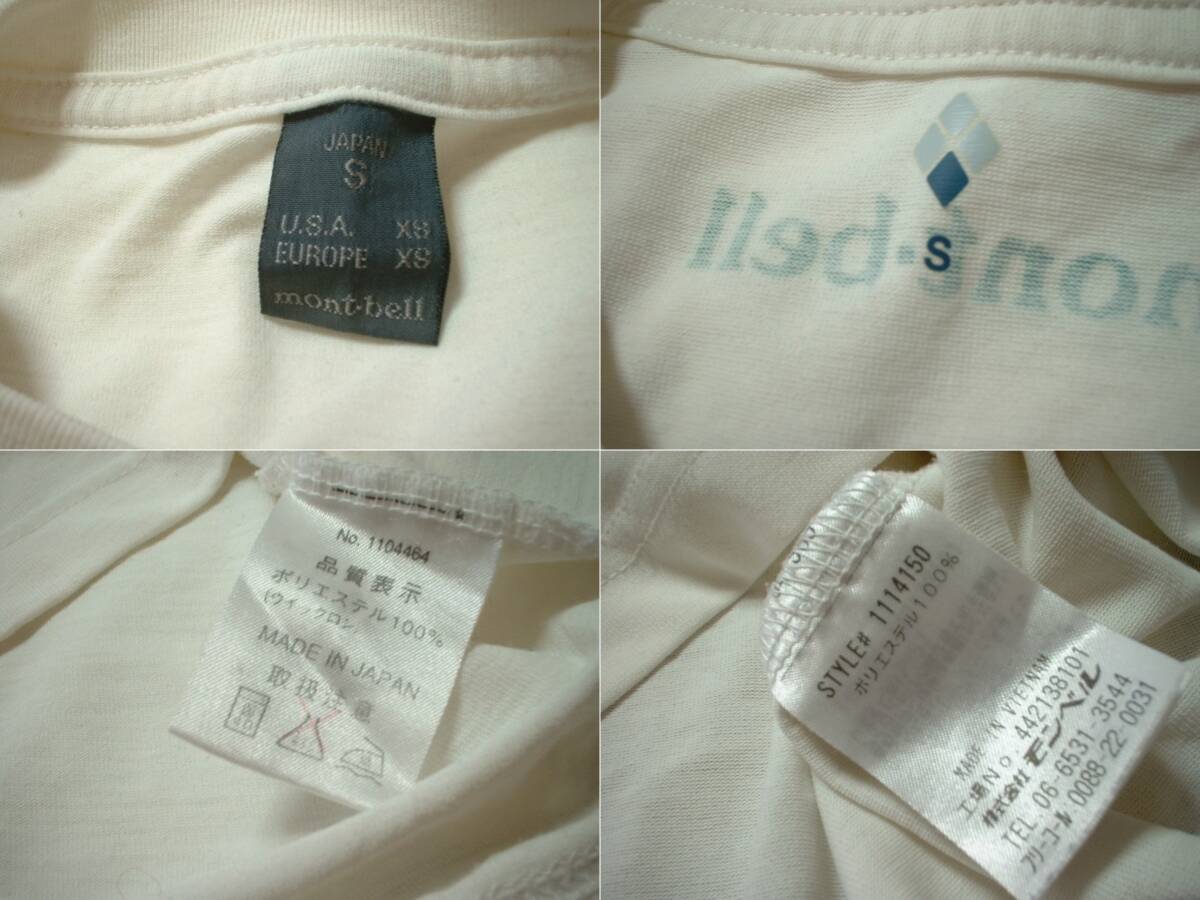 JAPAN
S
U.S.A. XS
EUROPE XS
mont-bell
mont-bell
S
No. 1104464
品質表示
ポリエステル100%
(ウイックロン)
MADE IN JAPAN
取扱注意
STYLE# 1114150
ポリエステル100%
MADE IN VIETNAM
工場No. 442138101
株式会社 モンベル
TEL. 06-6531-3544
フリーコール. 0088-22-0031